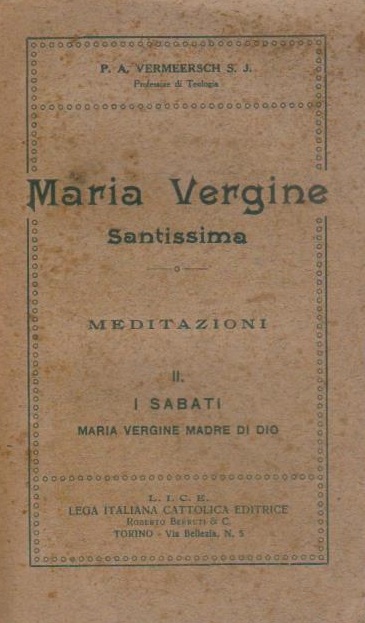 P. A. VERMEERSCH S. J.
Professore di Teologia
Maria Vergine
Santissima
MEDITAZIONI
II.
I SABATI
MARIA VERGINE MADRE DI DIO
L. I. C. E.
LEGA ITALIANA CATTOLICA EDITRICE
ROBERTO BERRUTI & C.
TORINO - Via Bellezia, N. 5